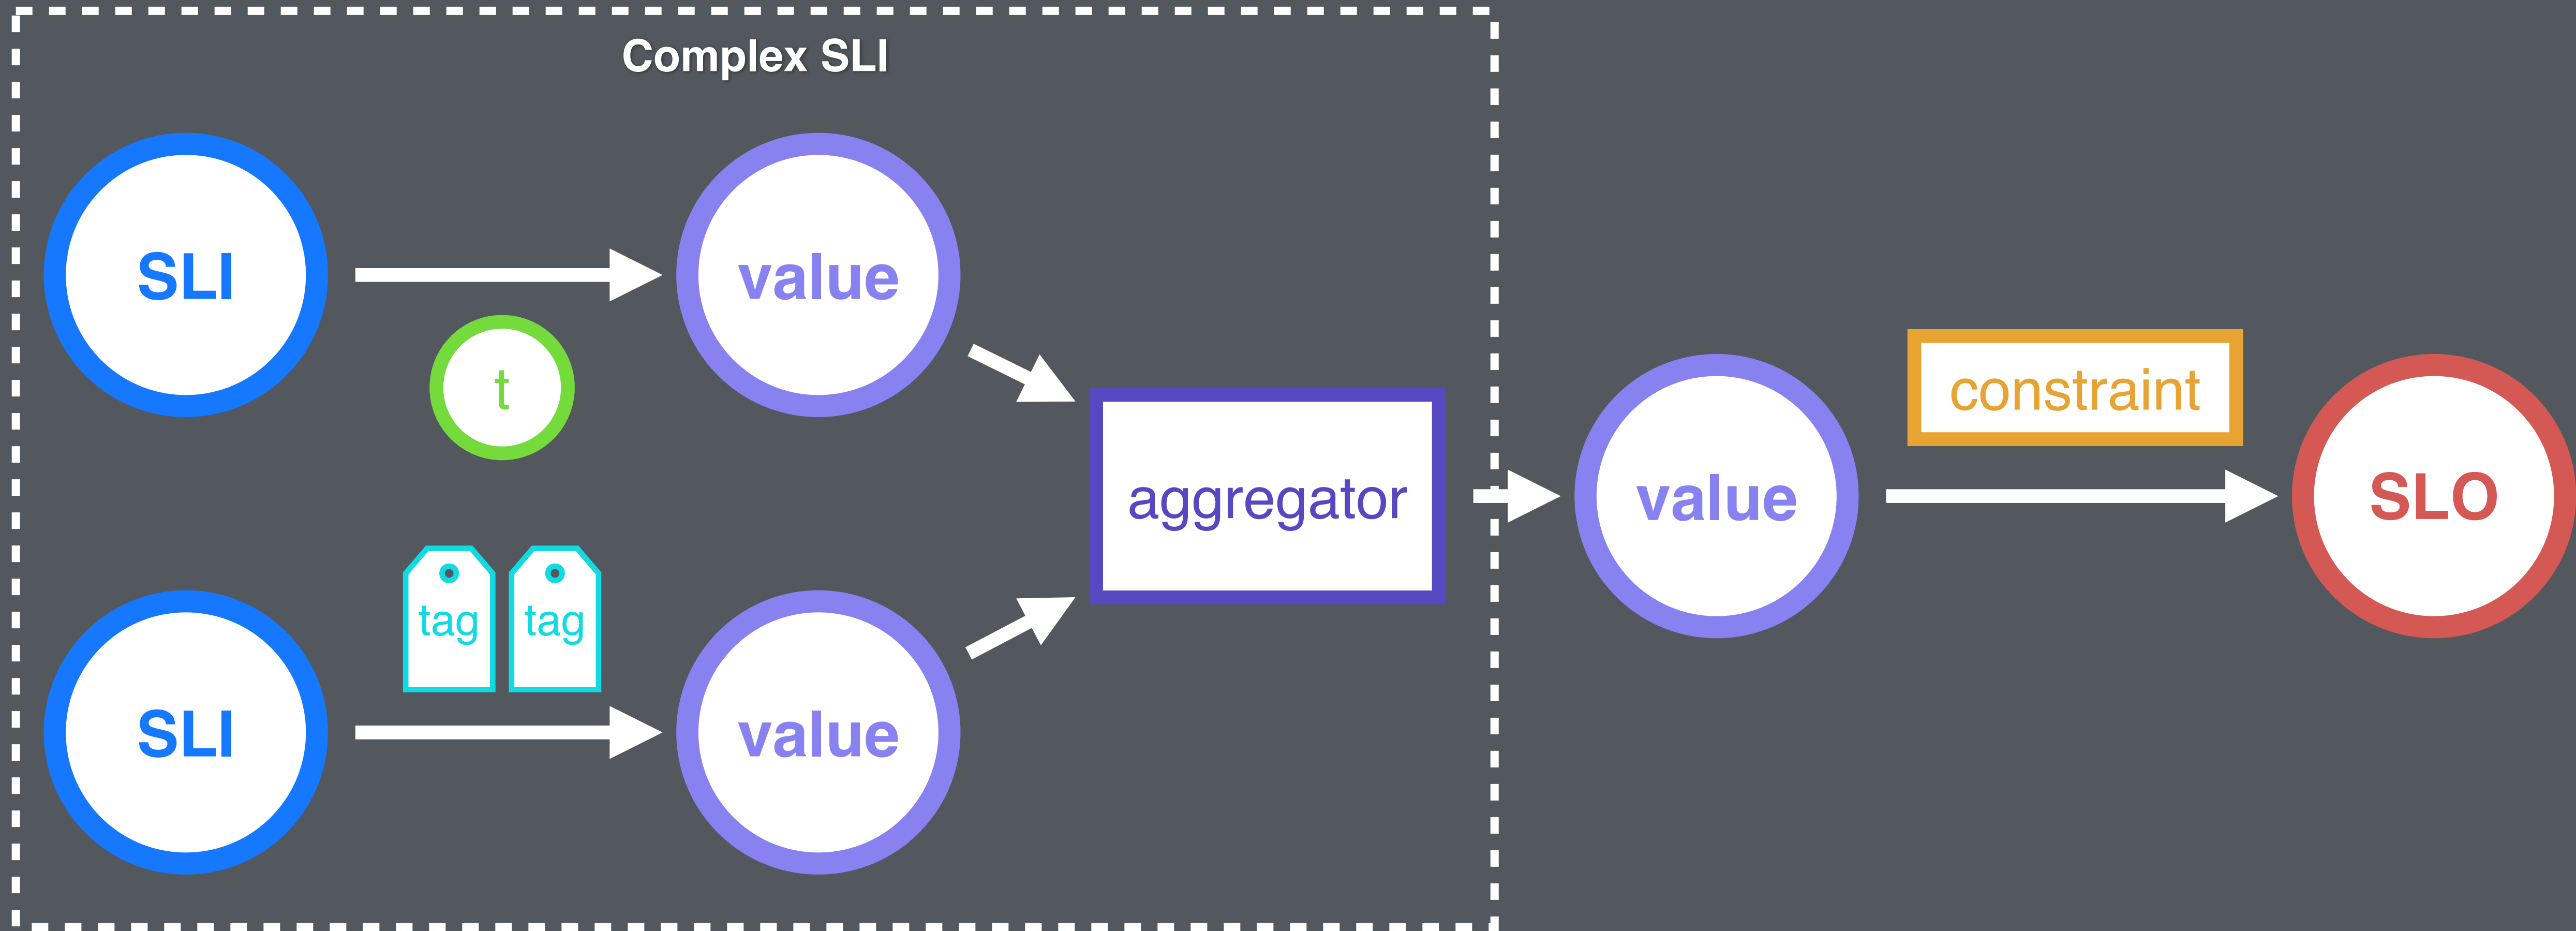 Complex SLI
SLI
value
t
tag tag
SLI
value
aggregator
value
constraint
SLO